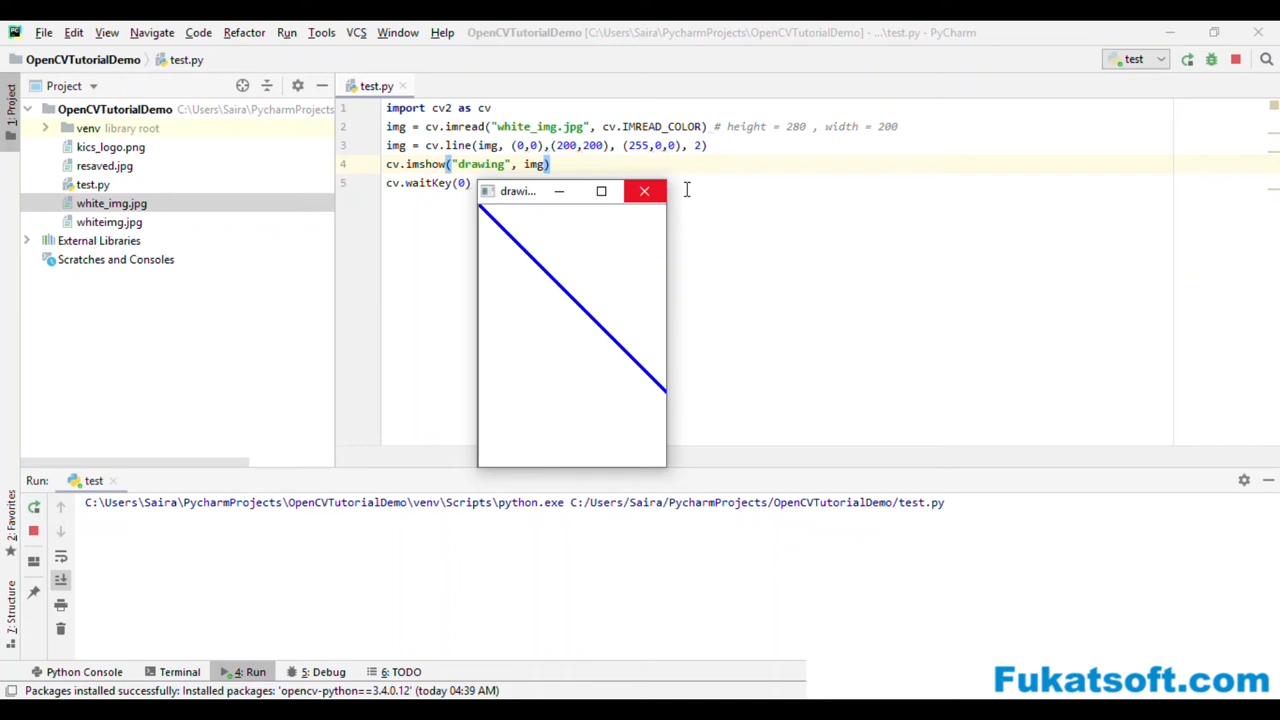 File Edit View Navigate Code Refactor Run Tools VCS Window Help OpenCVTutorialDemo [C:\Users\Saira\PycharmProjects\OpenCVTutorialDemo] - ...\test.py - PyCharm
OpenCVTutorialDemo test.py test
1: Project
Project
test.py
OpenCVTutorialDemo C:\Users\Saira\PycharmProjects
venv library root
kics_logo.png
resaved.jpg
test.py
white_img.jpg
whiteimg.jpg
External Libraries
Scratches and Consoles
1 import cv2 as cv
2 img = cv.imread("white_img.jpg", cv.IMREAD_COLOR) # height = 280 , width = 200
3 img = cv.line(img, (0,0),(200,200), (255,0,0), 2)
4 cv.imshow("drawing", img)
5 cv.waitKey(0)
drawi...
2: Favorites
7: Structure
Run: test
C:\Users\Saira\PycharmProjects\OpenCVTutorialDemo\venv\Scripts\python.exe C:/Users/Saira/PycharmProjects/OpenCVTutorialDemo/test.py
Python Console Terminal 4: Run 5: Debug 6: TODO
Packages installed successfully: Installed packages: 'opencv-python==3.4.0.12' (today 04:39 AM)
Fukatsoft.com